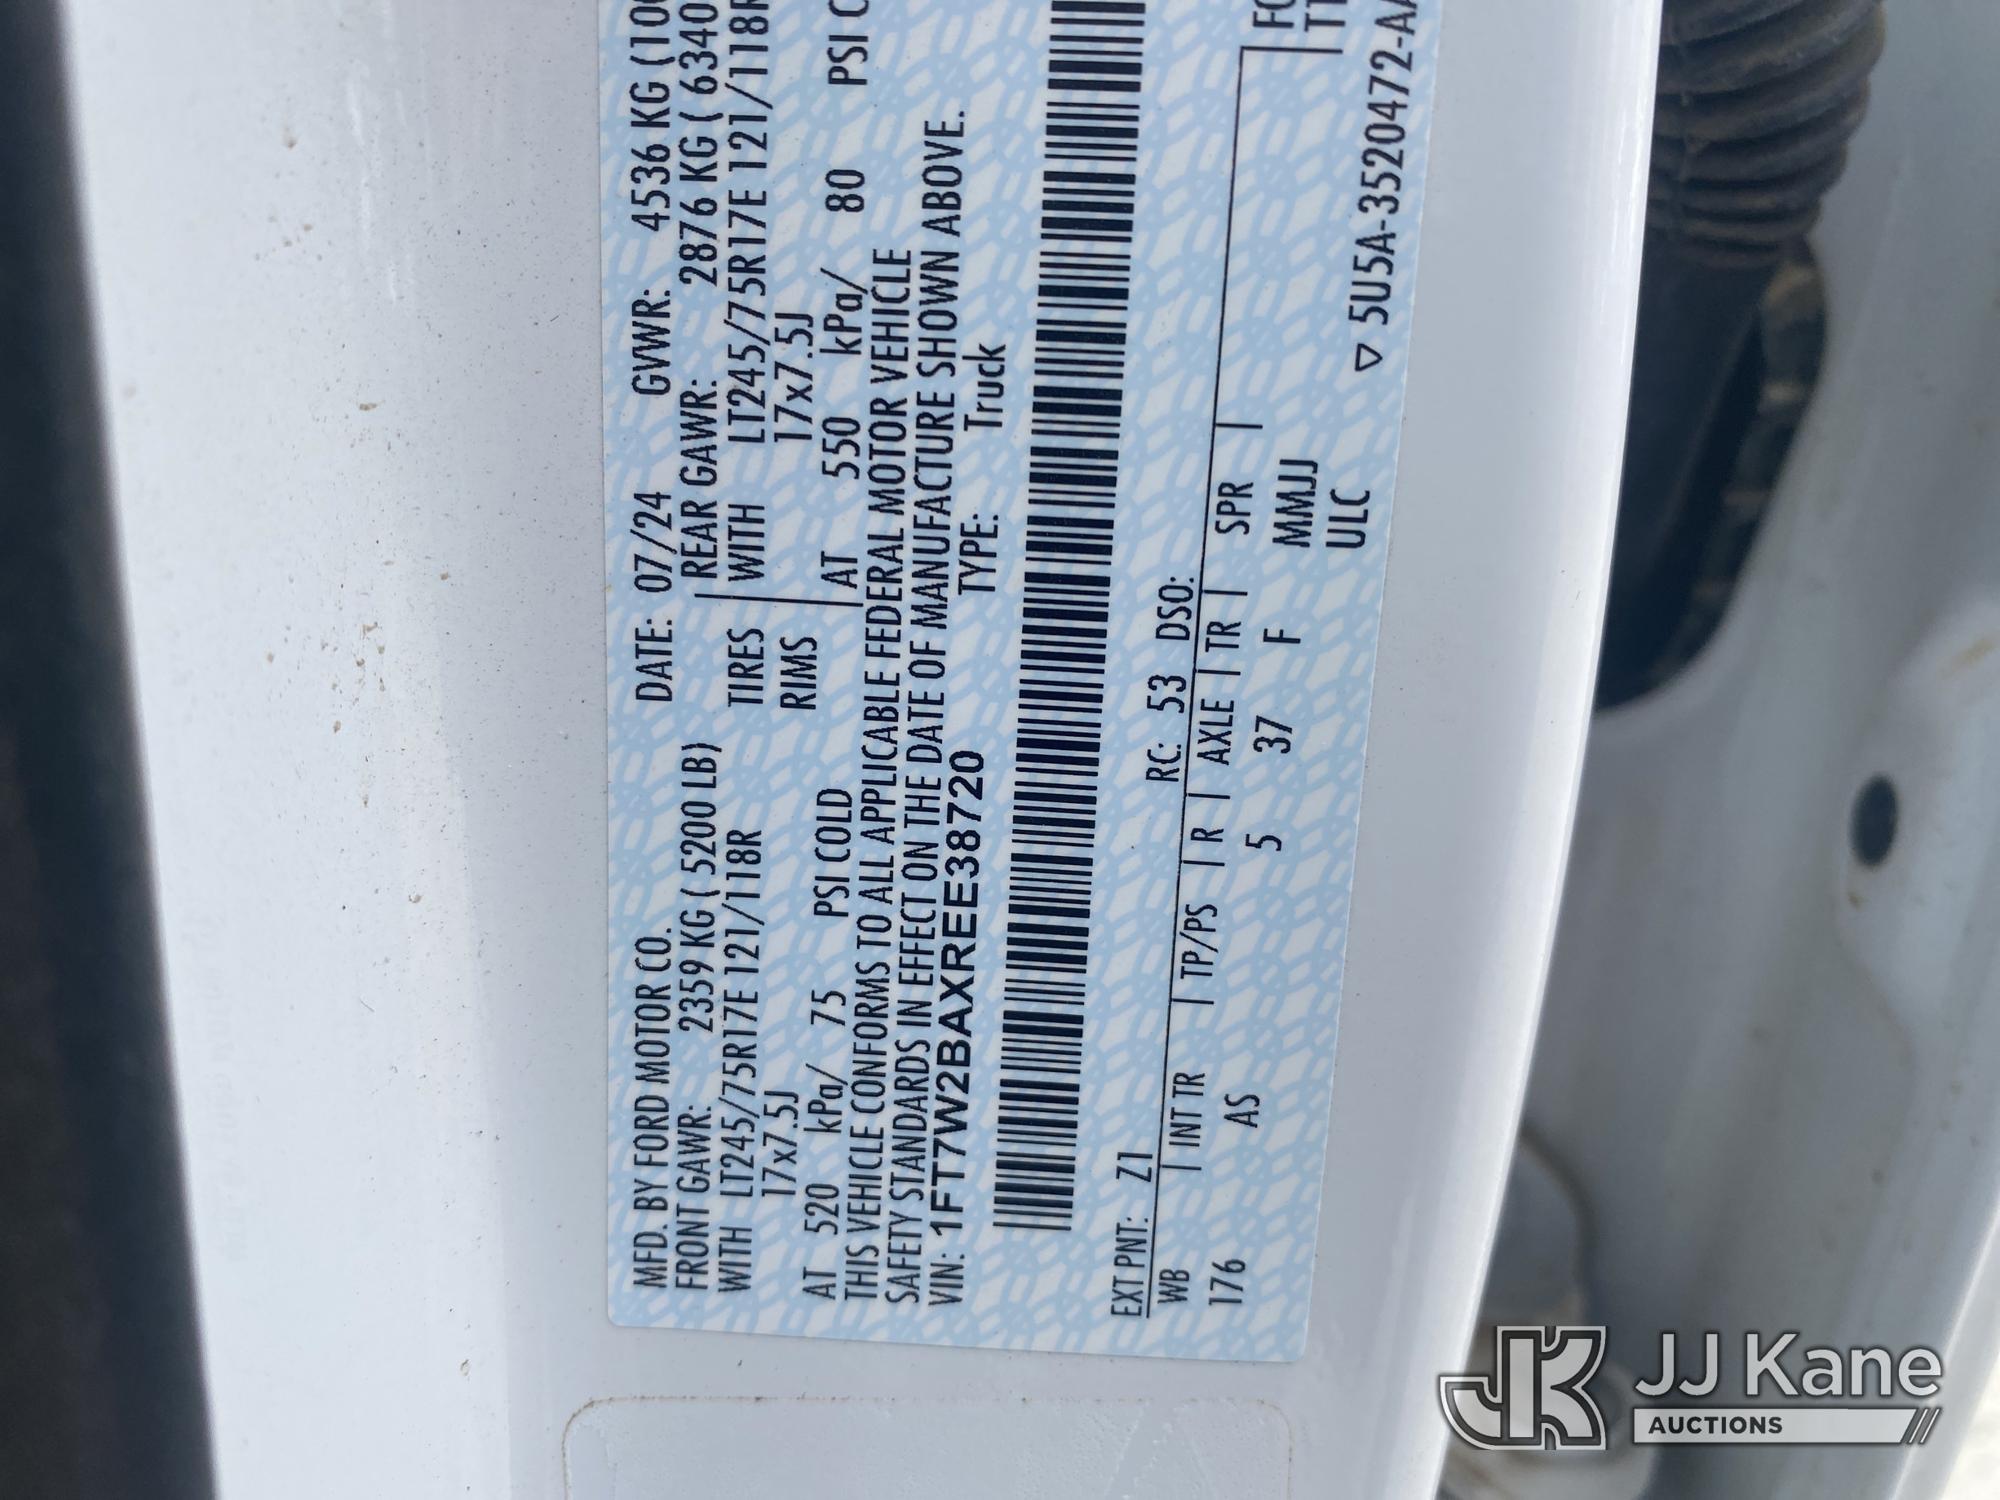 MFD. BY FORD MOTOR CO. DATE: 07/24 GVWR: 4536 KG (100
FRONT GAWR: 2359 KG ( 5200 LB) REAR GAWR: 2876 KG ( 6340
WITH LT245/75R17E 121/118R TIRES WITH LT245/75R17E 121/118R
17x7.5J RIMS 17x7.5J
AT 520 kPa/ 75 PSI COLD AT 550 kPa/ 80 PSI C
THIS VEHICLE CONFORMS TO ALL APPLICABLE FEDERAL MOTOR VEHICLE
SAFETY STANDARDS IN EFFECT ON THE DATE OF MANUFACTURE SHOWN ABOVE.
VIN: 1FT7W2BAXREE38720 TYPE: Truck
EXT PNT: Z1 RC: 53 DSO:
WB | INT TR | TP/PS | R | AXLE | TR | SPR |
176 AS 5 37 F MMJJ
ULC
▽ 5U5A-3520472-AA
JK JJ Kane
AUCTIONS